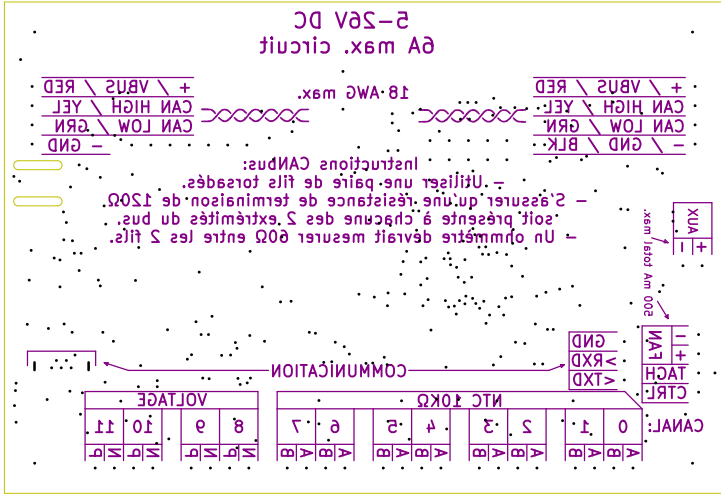 5-26V DC
6A max. circuit
+ / VBUS / RED
CAN HIGH / YEL
CAN LOW / GRN
- / GND / BLK
18 AWG max.
+ / VBUS / RED
CAN HIGH / YEL
CAN LOW / GRN
- GND
Instructions CANbus:
- Utiliser une paire de fils torsadés.
- S'assurer qu'une résistance de terminaison de 120Ω
soit présente à chacune des 2 extrémités du bus.
- Un ohmmètre devrait mesurer 60Ω entre les 2 fils.
AUX
+ -
500 mA total max.
FAN
-
+
TACH
CTRL
GND
>RXD
<TXD
COMMUNICATION
NTC 10KΩ
VOLTAGE
CANAL: 0 1 2 3 4 5 6 7 8 9 10 11
A B A B A B A B A B A B A B A B N P N P N P N P